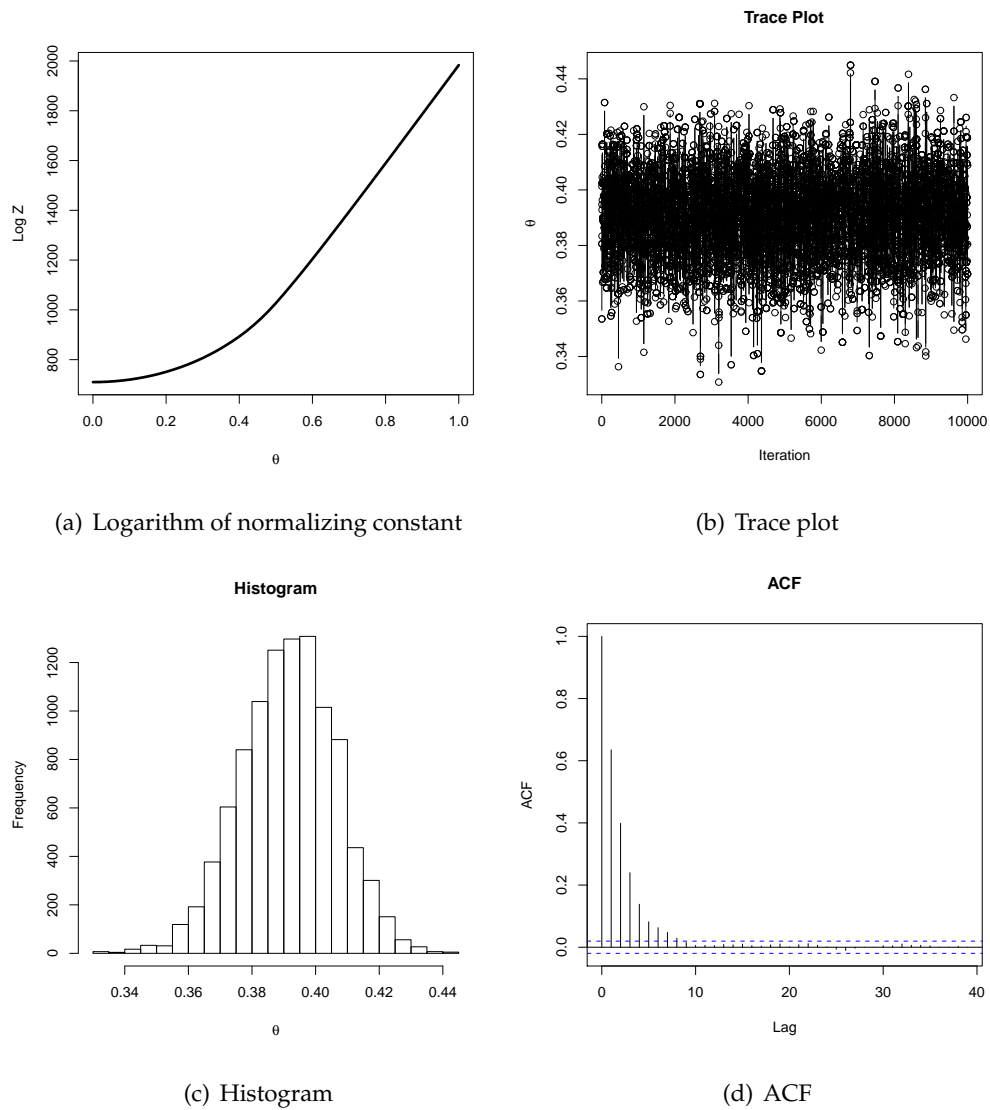 Log Z
2000
1800
1600
1400
1200
1000
800
0.0 0.2 0.4 0.6 0.8 1.0
θ
(a) Logarithm of normalizing constant
Trace Plot
θ
0.44
0.42
0.40
0.38
0.36
0.34
0 2000 4000 6000 8000 10000
Iteration
(b) Trace plot
Histogram
Frequency
1200
1000
800
600
400
200
0
0.34 0.36 0.38 0.40 0.42 0.44
θ
(c) Histogram
ACF
ACF
1.0
0.8
0.6
0.4
0.2
0.0
0 10 20 30 40
Lag
(d) ACF